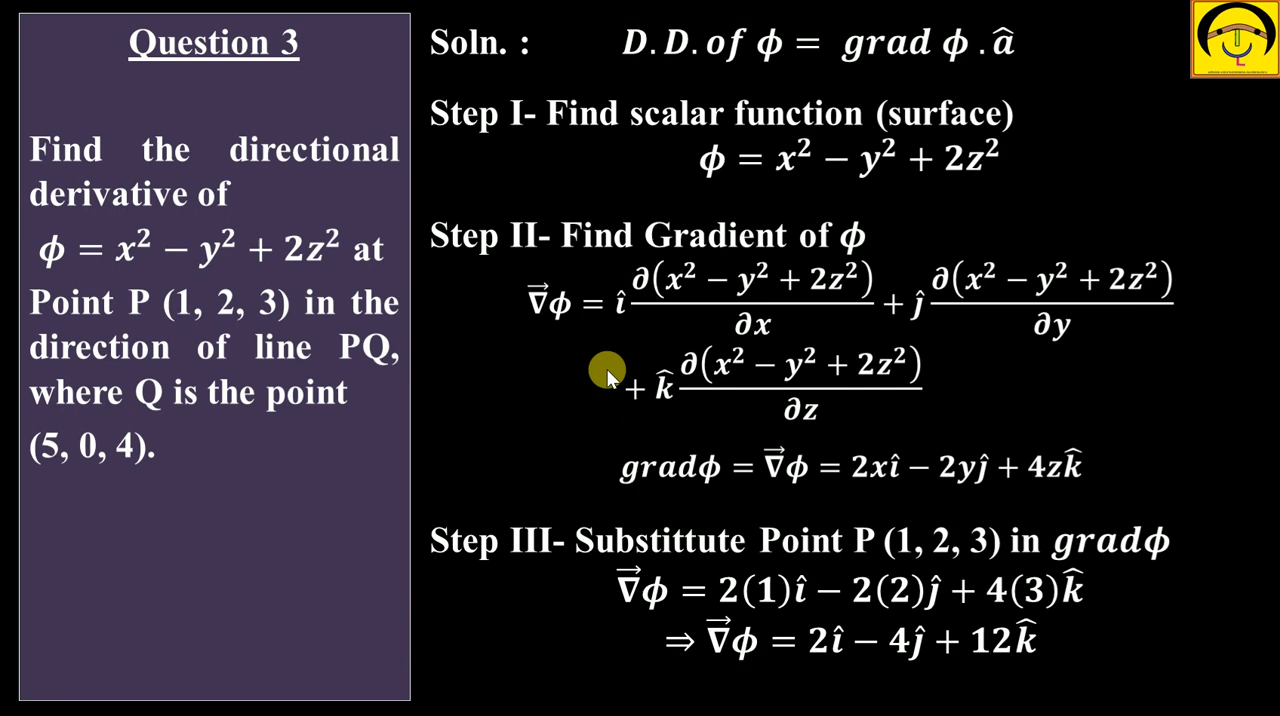 Question 3
Find the directional
derivative of
ϕ = x² − y² + 2z² at
Point P (1, 2, 3) in the
direction of line PQ,
where Q is the point
(5, 0, 4).
Soln. : D. D. of ϕ = grad ϕ . â
Step I- Find scalar function (surface)
ϕ = x² − y² + 2z²
Step II- Find Gradient of ϕ
∇⃗ϕ = î ∂(x² − y² + 2z²)/∂x + ĵ ∂(x² − y² + 2z²)/∂y
+ k̂ ∂(x² − y² + 2z²)/∂z
gradϕ = ∇⃗ϕ = 2xî − 2yĵ + 4zk̂
Step III- Substittute Point P (1, 2, 3) in gradϕ
∇⃗ϕ = 2(1)î − 2(2)ĵ + 4(3)k̂
⇒ ∇⃗ϕ = 2î − 4ĵ + 12k̂